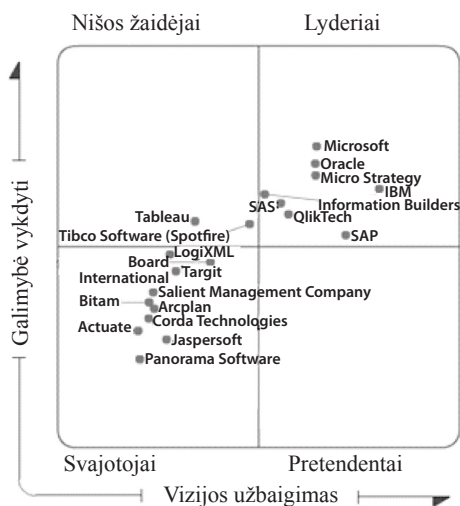 Nišos žaidėjai
Lyderiai
Galimybė vykdyti
Microsoft
Oracle
Micro Strategy
IBM
SAS
Information Builders
QlikTech
Tableau
Tibco Software (Spotfire)
SAP
LogiXML
Board
International
Targit
Salient Management Company
Bitam
Arcplan
Corda Technologies
Actuate
Jaspersoft
Panorama Software
Svajotojai
Pretendentai
Vizijos užbaigimas